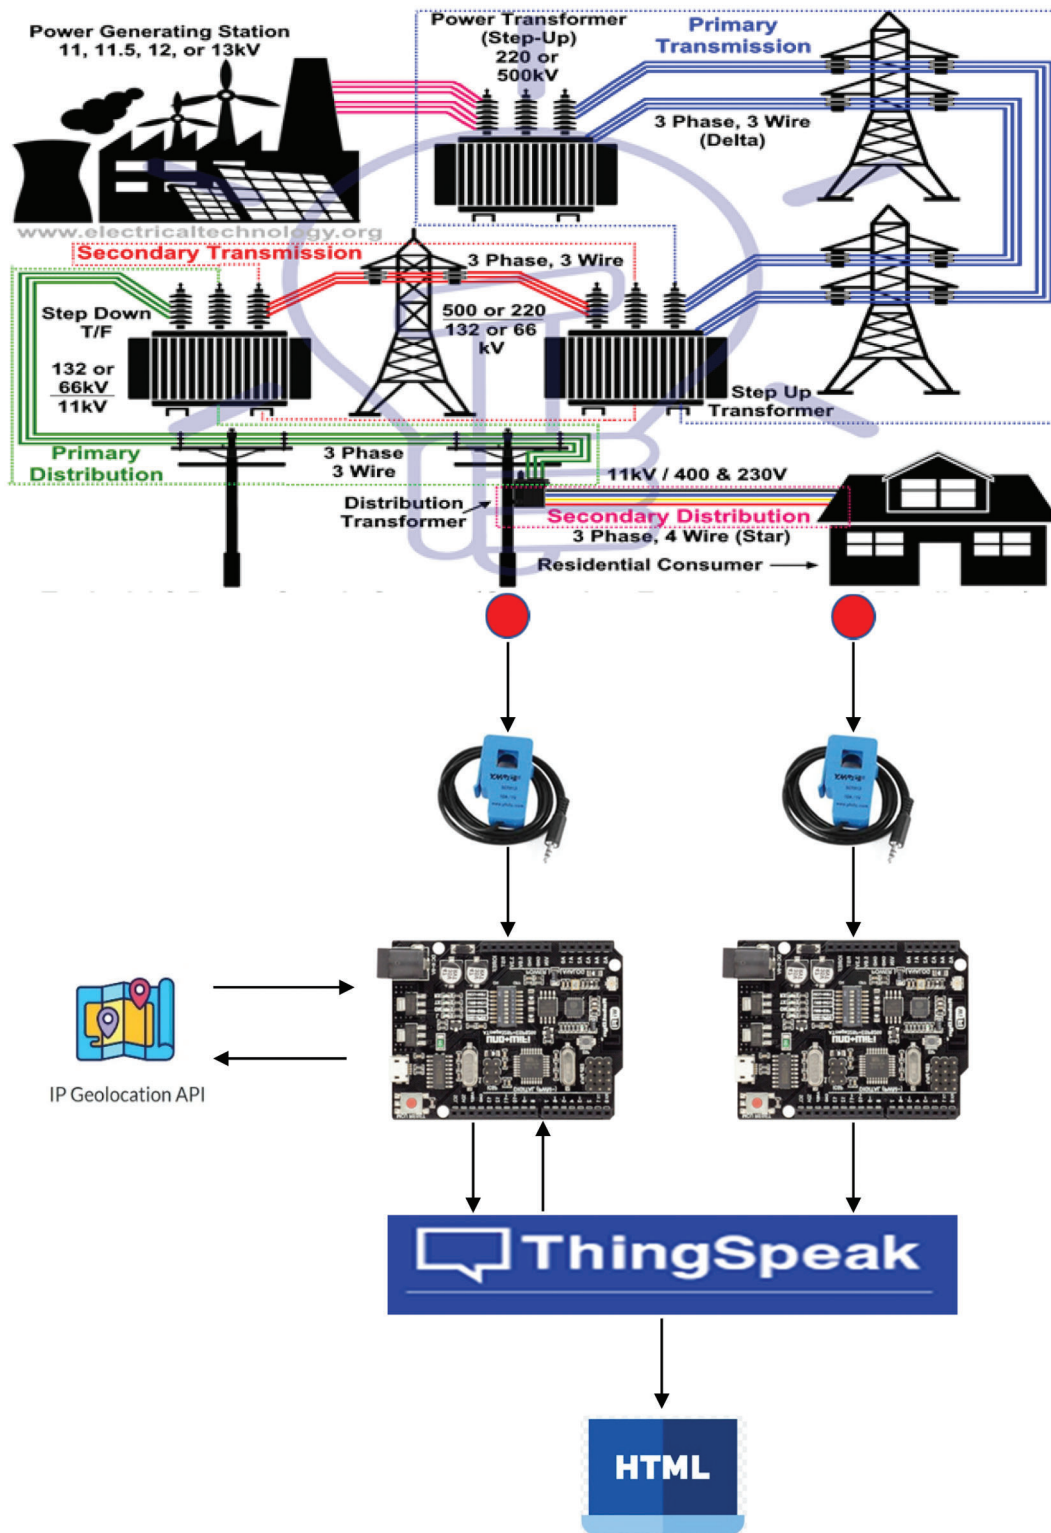 Power Generating Station
11, 11.5, 12, or 13kV
Power Transformer
(Step-Up)
220 or
500kV
Primary
Transmission
3 Phase, 3 Wire
(Delta)
www.electricaltechnology.org
Secondary Transmission
3 Phase, 3 Wire
Step Down
T/F
132 or
66kV
11kV
500 or 220
132 or 66
kV
Step Up
Transformer
Primary
Distribution
3 Phase
3 Wire
Distribution
Transformer
11kV / 400 & 230V
Secondary Distribution
3 Phase, 4 Wire (Star)
Residential Consumer
IP Geolocation API
ThingSpeak
HTML